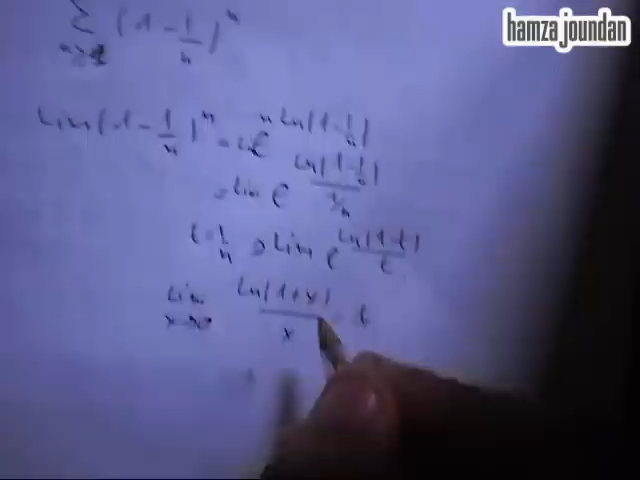 hamza joundan
∑ (1 - 1/n)^n
n≥1
Lim (1 - 1/n)^n = Lim e^(n Ln(1 - 1/n))
= Lim e^(Ln(1 - 1/n) / (1/n))
t = 1/n = Lim e^(Ln(1 - t) / t)
Lim x→0 Ln(1+x) / x = 1